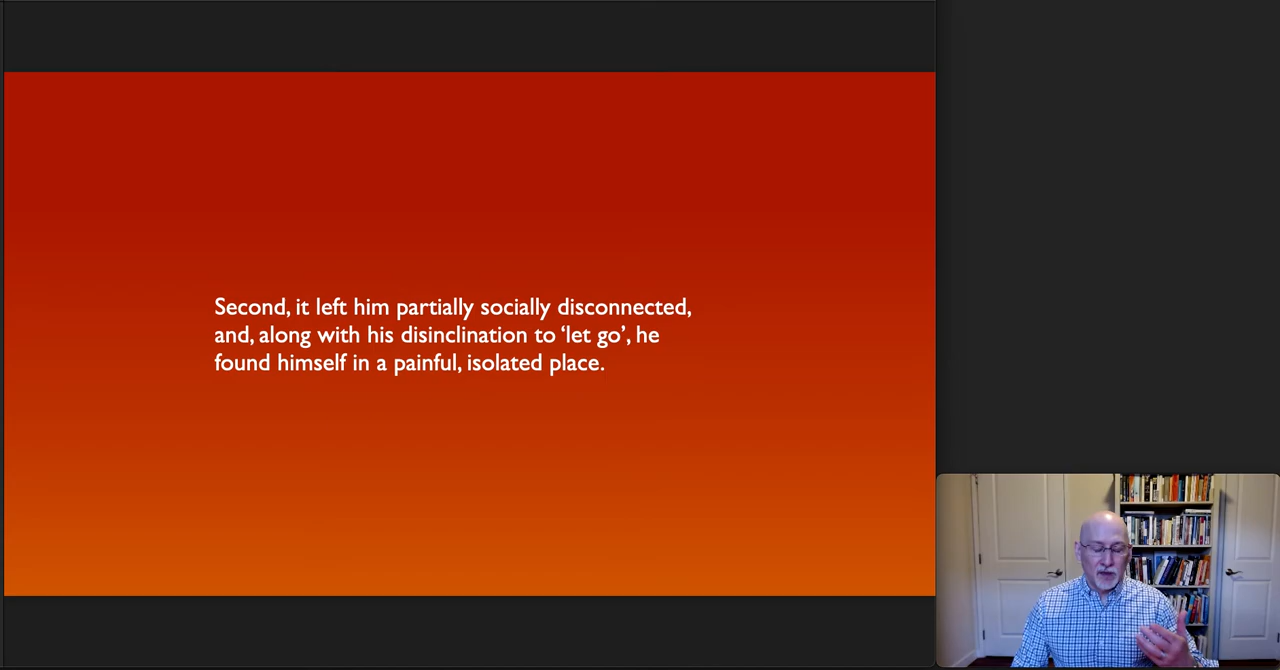 Second, it left him partially socially disconnected,
and, along with his disinclination to ‘let go’, he
found himself in a painful, isolated place.